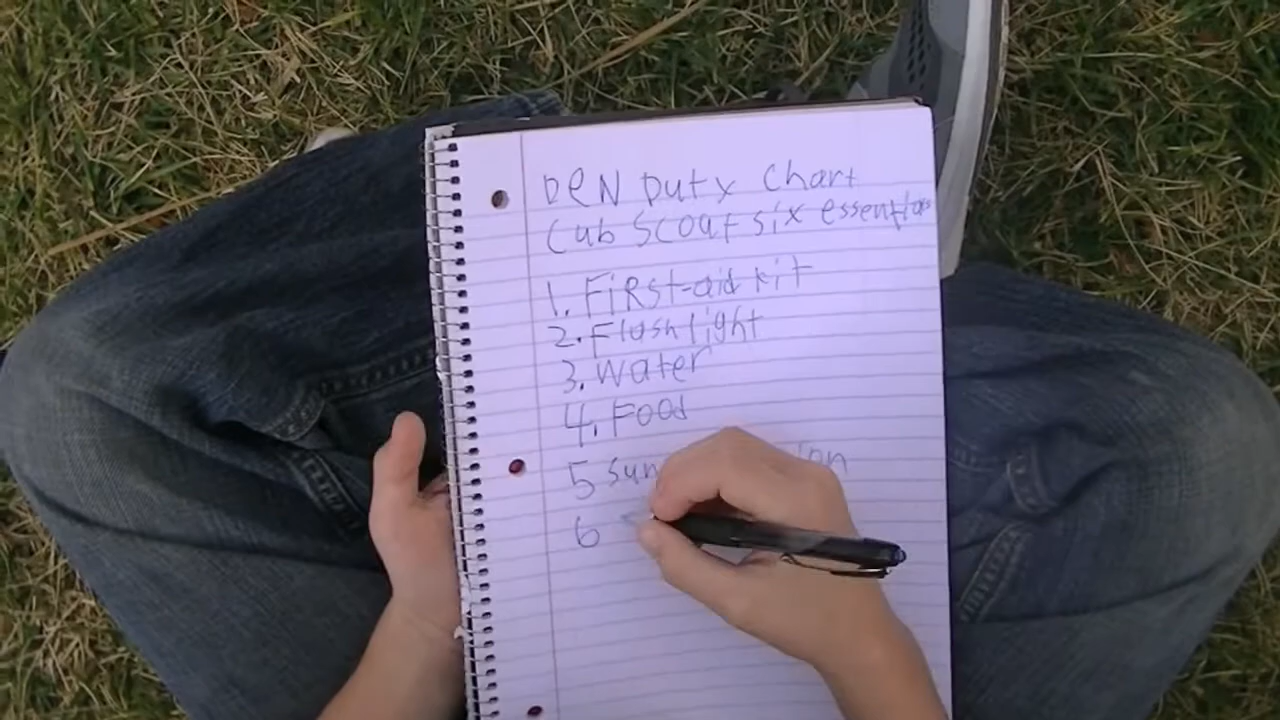 DeN Duty Chart
Cub Scout six essentials
1. First-aid kit
2. Flashlight
3. Water
4. Food
5
6